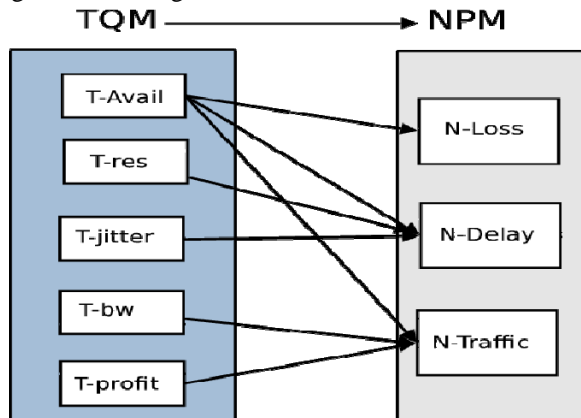 TQM NPM
T-Avail
T-res
T-jitter
T-bw
T-profit
N-Loss
N-Delay
N-Traffic